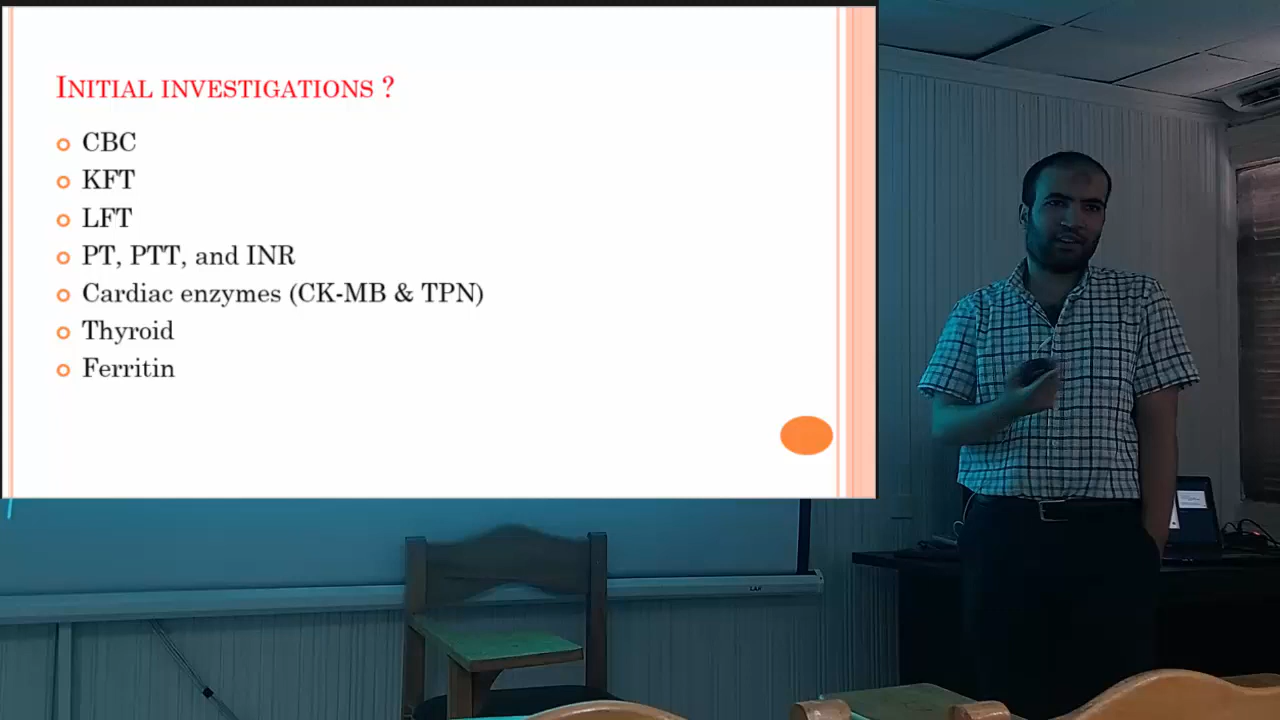 INITIAL INVESTIGATIONS ?
CBC
KFT
LFT
PT, PTT, and INR
Cardiac enzymes (CK-MB & TPN)
Thyroid
Ferritin